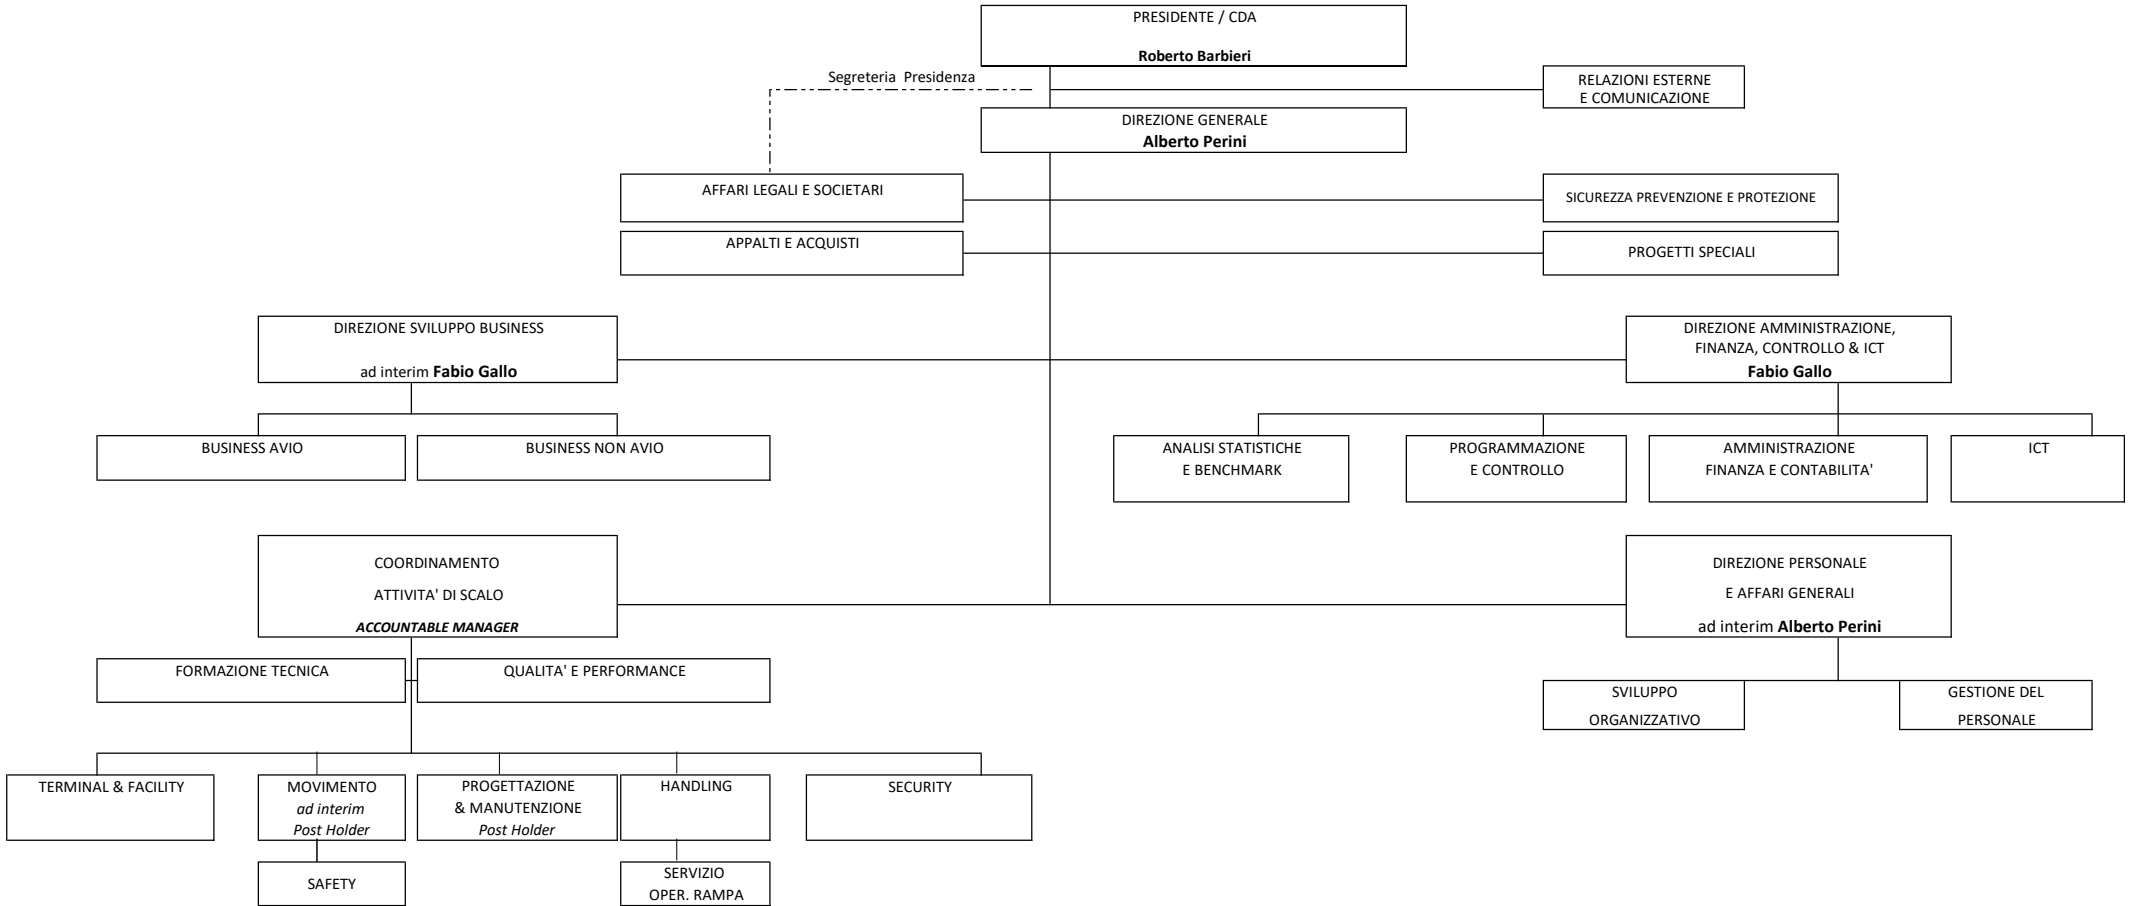 PRESIDENTE / CDA
Roberto Barbieri
Segreteria Presidenza
RELAZIONI ESTERNE
E COMUNICAZIONE
DIREZIONE GENERALE
Alberto Perini
AFFARI LEGALI E SOCIETARI
SICUREZZA PREVENZIONE E PROTEZIONE
APPALTI E ACQUISTI
PROGETTI SPECIALI
DIREZIONE SVILUPPO BUSINESS
ad interim Fabio Gallo
DIREZIONE AMMINISTRAZIONE,
FINANZA, CONTROLLO & ICT
Fabio Gallo
BUSINESS AVIO
BUSINESS NON AVIO
ANALISI STATISTICHE
E BENCHMARK
PROGRAMMAZIONE
E CONTROLLO
AMMINISTRAZIONE
FINANZA E CONTABILITA'
ICT
COORDINAMENTO
ATTIVITA' DI SCALO
ACCOUNTABLE MANAGER
DIREZIONE PERSONALE
E AFFARI GENERALI
ad interim Alberto Perini
FORMAZIONE TECNICA
QUALITA' E PERFORMANCE
SVILUPPO
ORGANIZZATIVO
GESTIONE DEL
PERSONALE
TERMINAL & FACILITY
MOVIMENTO
ad interim
Post Holder
PROGETTAZIONE
& MANUTENZIONE
Post Holder
HANDLING
SECURITY
SAFETY
SERVIZIO
OPER. RAMPA